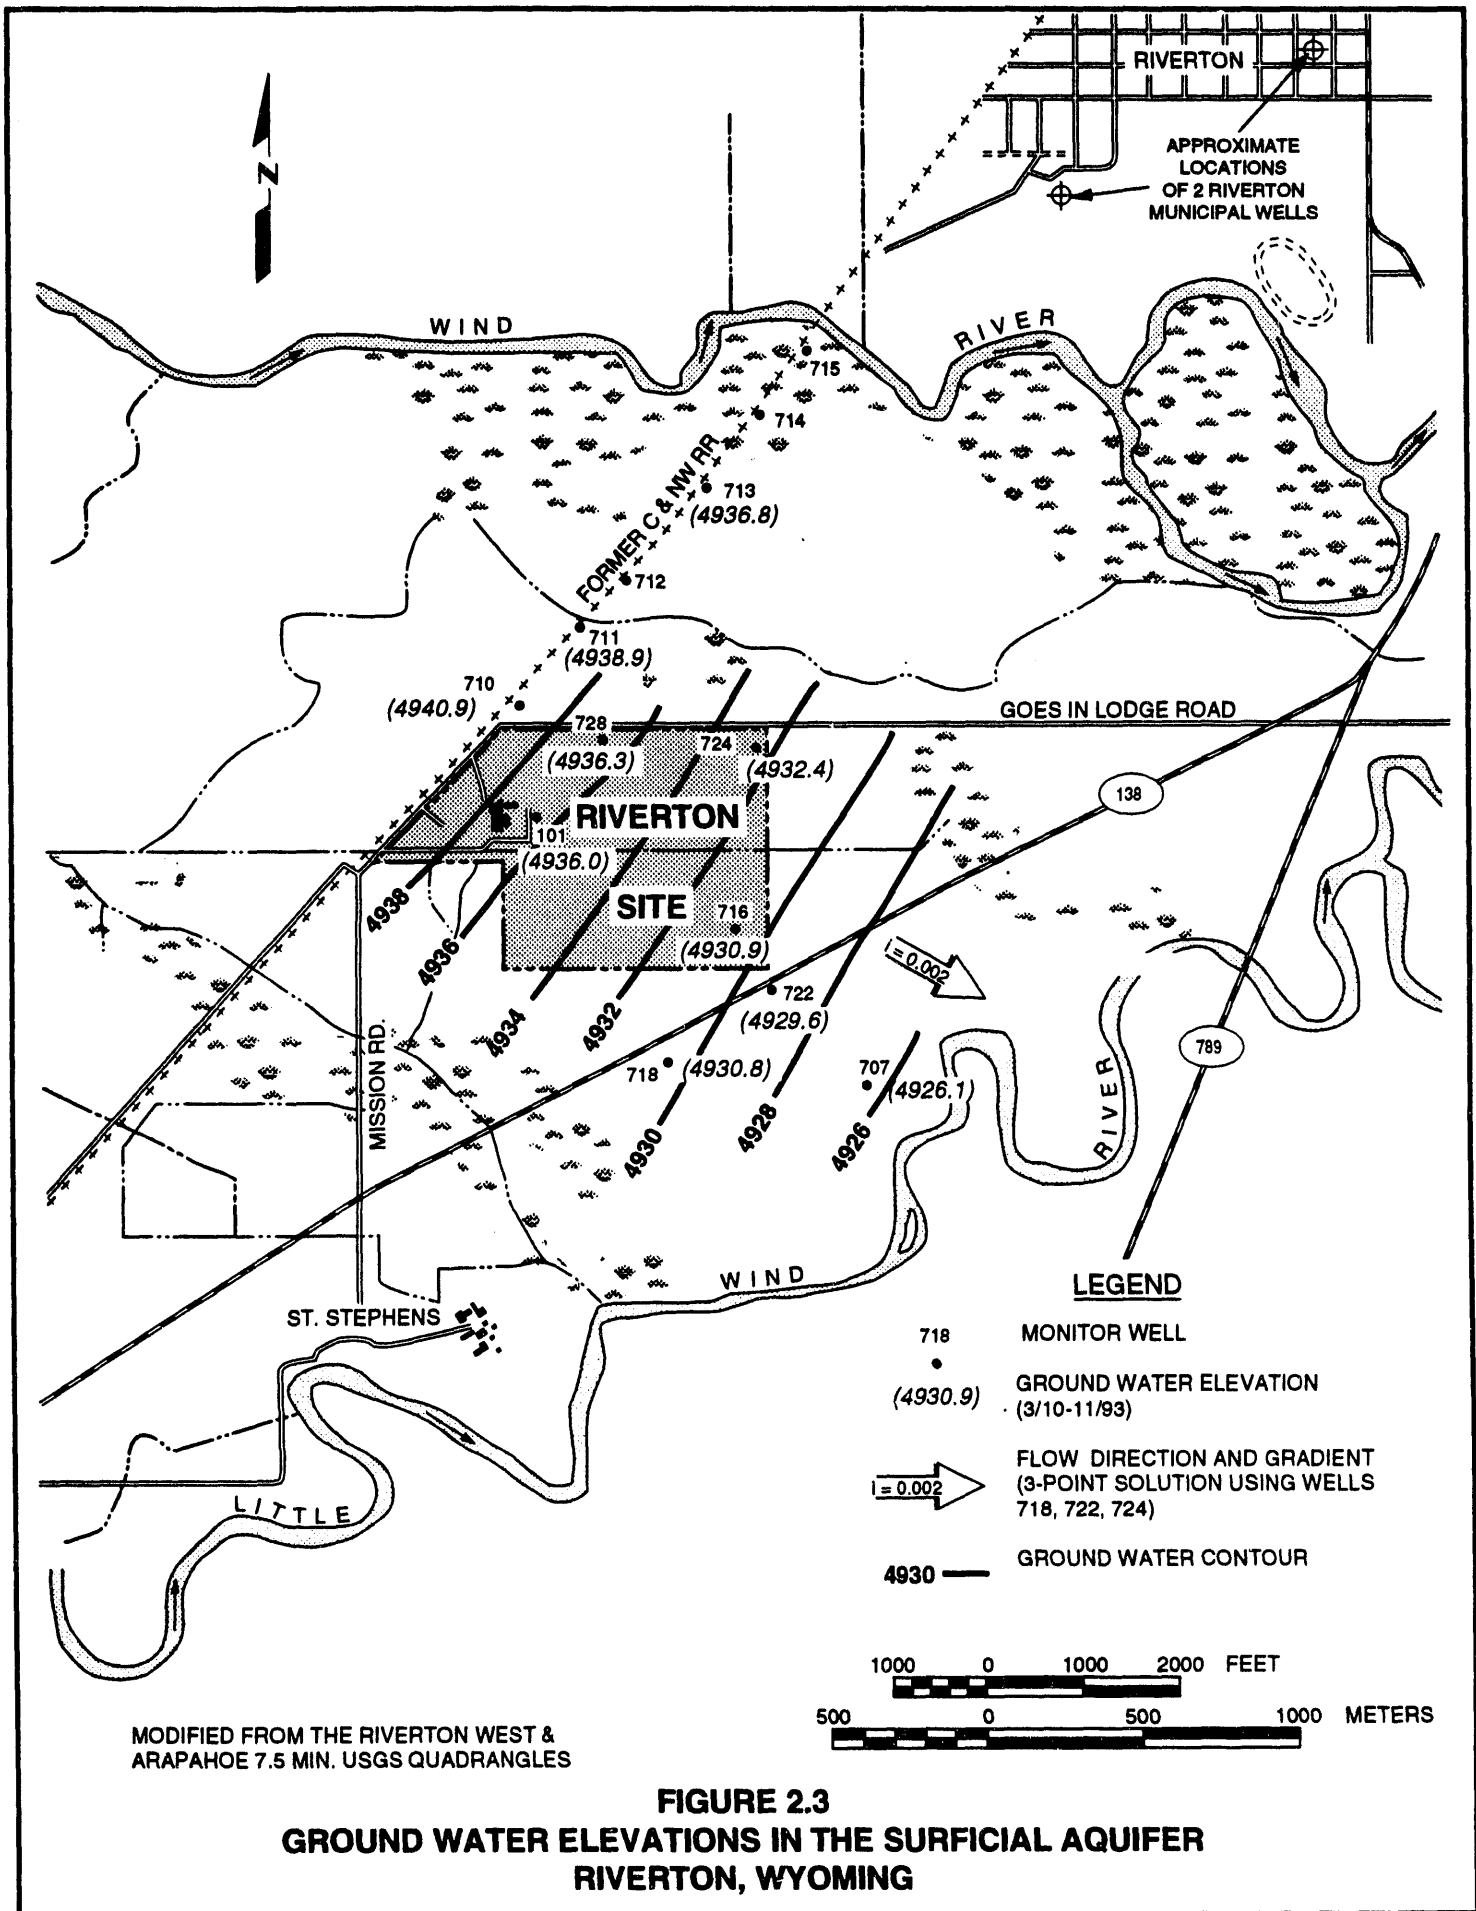 RIVERTON
APPROXIMATE
LOCATIONS
OF 2 RIVERTON
MUNICIPAL WELLS
N
WIND
RIVER
715
714
FORMER C & NW RR
713
(4936.8)
712
711
(4938.9)
710
(4940.9)
GOES IN LODGE ROAD
728
(4936.3)
724
(4932.4)
138
RIVERTON
101
(4936.0)
SITE
716
(4930.9)
4938
4936
4934
4932
i = 0.002
722
(4929.6)
718
(4930.8)
707
(4926.1)
789
MISSION RD.
RIVER
4930
4928
4926
WIND
ST. STEPHENS
LITTLE
LEGEND
718
MONITOR WELL
(4930.9)
GROUND WATER ELEVATION
(3/10-11/93)
i = 0.002
FLOW DIRECTION AND GRADIENT
(3-POINT SOLUTION USING WELLS
718, 722, 724)
4930
GROUND WATER CONTOUR
1000 0 1000 2000 FEET
500 0 500 1000 METERS
MODIFIED FROM THE RIVERTON WEST &
ARAPAHOE 7.5 MIN. USGS QUADRANGLES
FIGURE 2.3
GROUND WATER ELEVATIONS IN THE SURFICIAL AQUIFER
RIVERTON, WYOMING